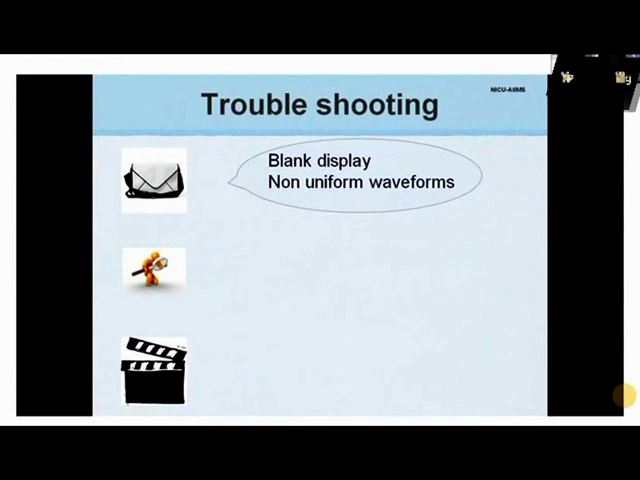 NICU-AIIMS
Trouble shooting
Blank display
Non uniform waveforms